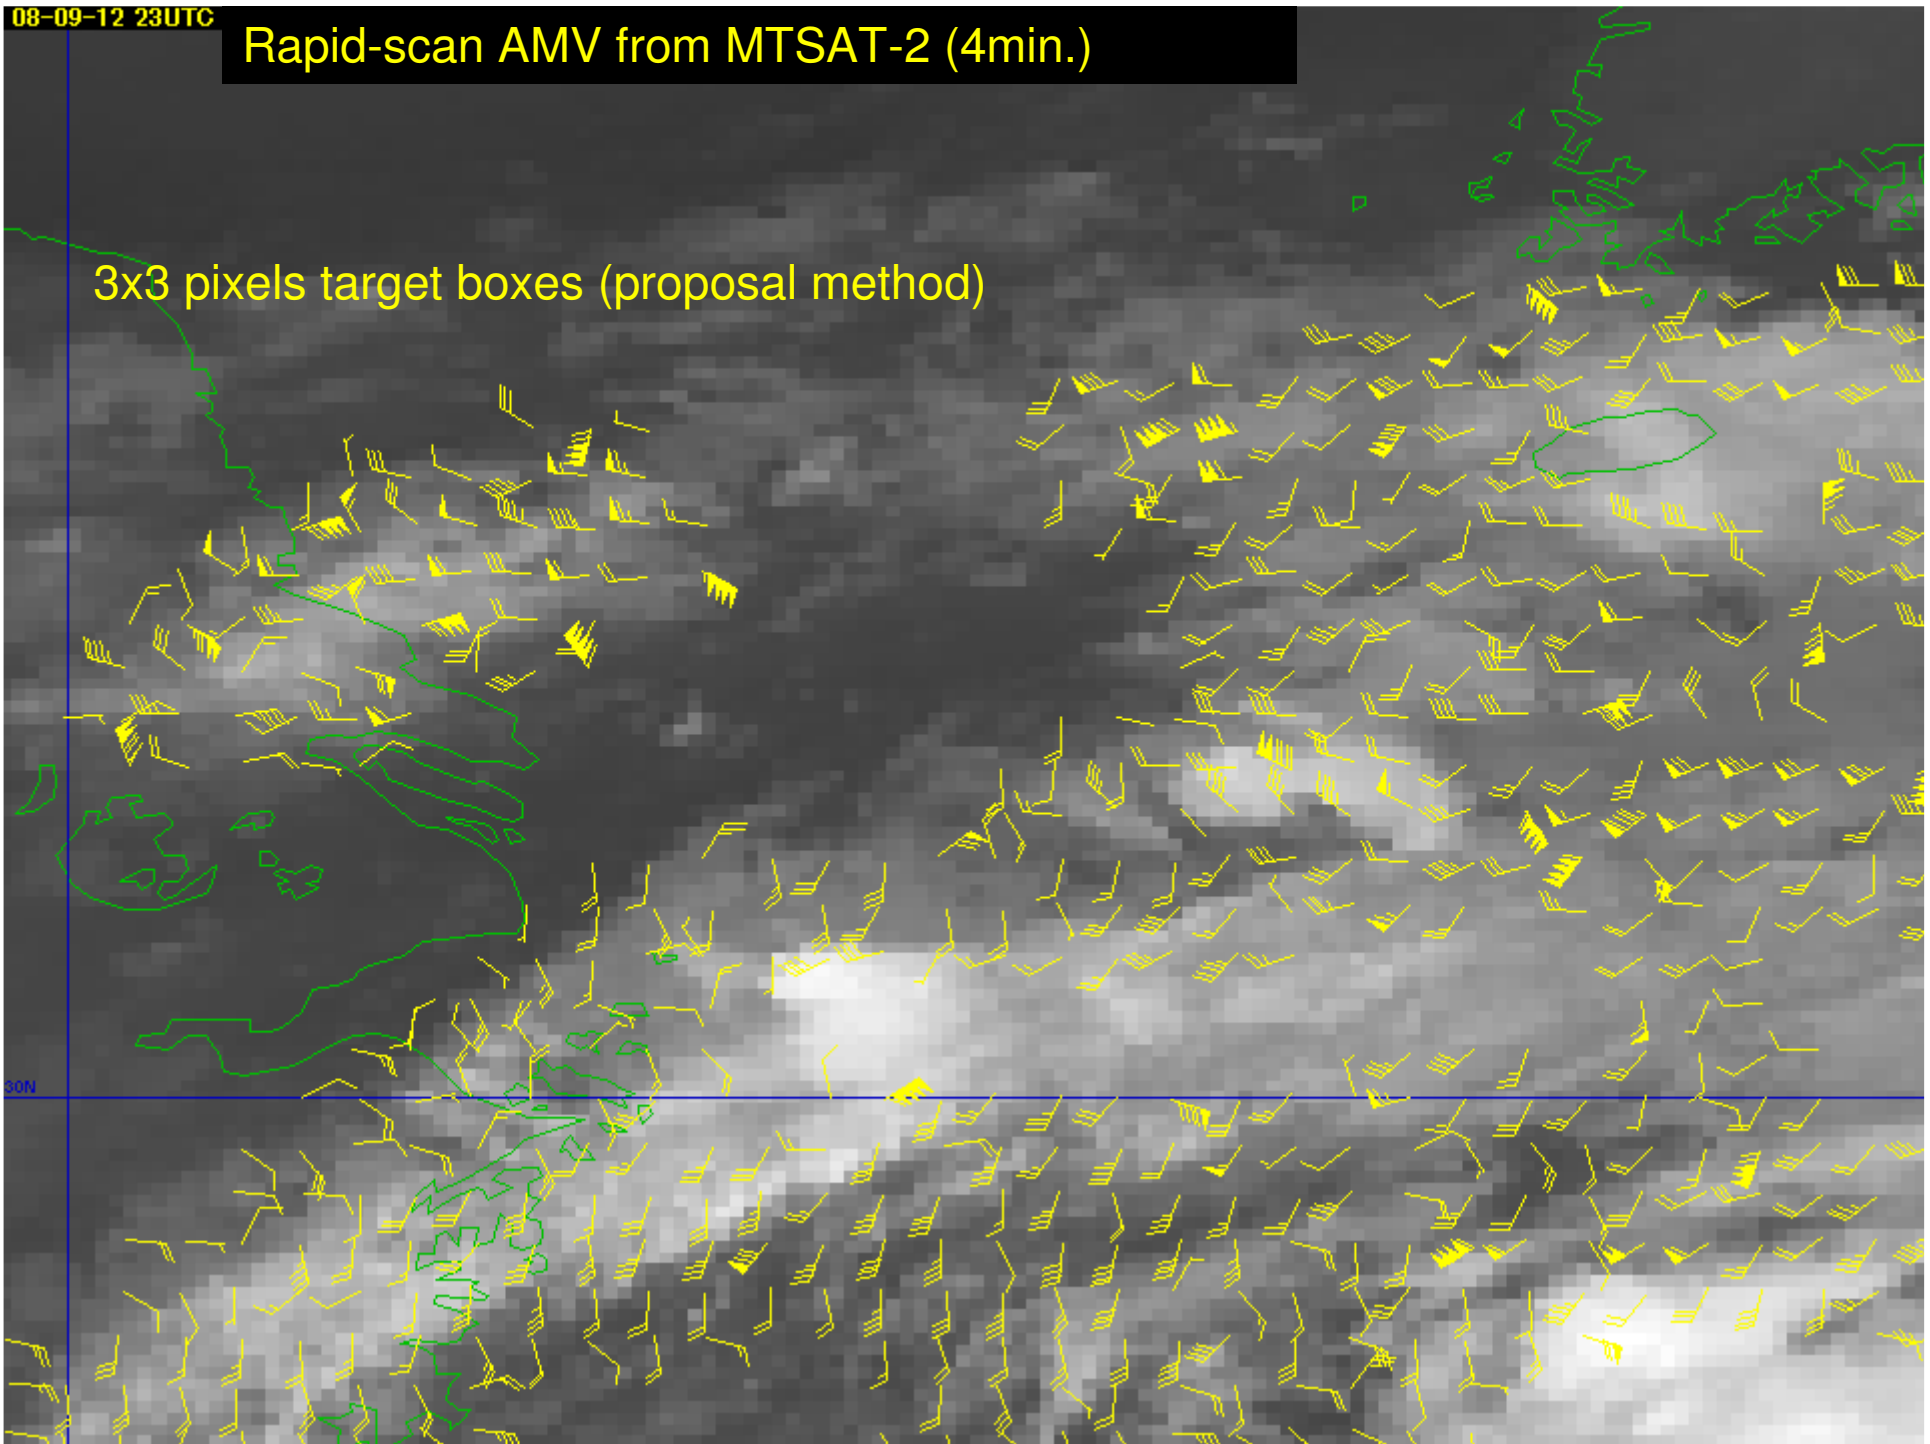 08-09-12 23UTC
Rapid-scan AMV from MTSAT-2 (4min.)
3x3 pixels target boxes (proposal method)
30N